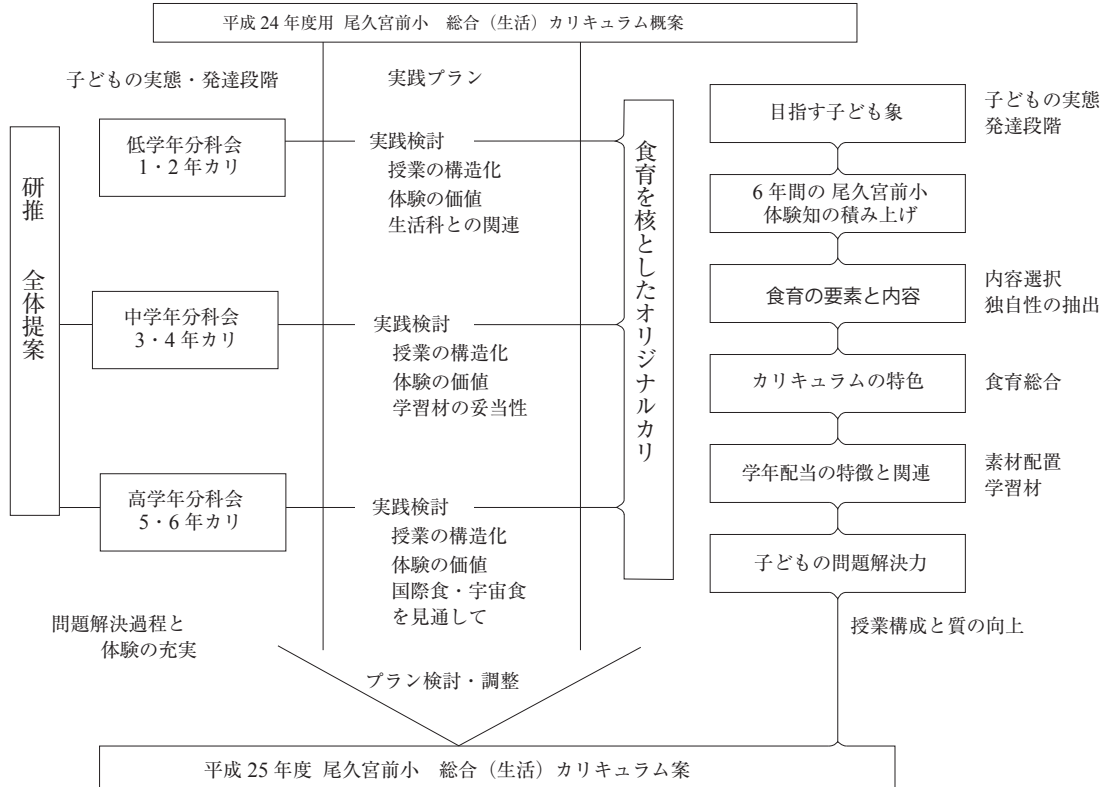 平成24年度用 尾久宮前小　総合（生活）カリキュラム概案
子どもの実態・発達段階
実践プラン
研推　全体提案
低学年分科会
1・2年カリ
実践検討
授業の構造化
体験の価値
生活科との関連
中学年分科会
3・4年カリ
実践検討
授業の構造化
体験の価値
学習材の妥当性
高学年分科会
5・6年カリ
実践検討
授業の構造化
体験の価値
国際食・宇宙食
を見通して
食育を核としたオリジナルカリ
問題解決過程と
体験の充実
プラン検討・調整
目指す子ども象
子どもの実態
発達段階
6年間の 尾久宮前小
体験知の積み上げ
食育の要素と内容
内容選択
独自性の抽出
カリキュラムの特色
食育総合
学年配当の特徴と関連
素材配置
学習材
子どもの問題解決力
授業構成と質の向上
平成25年度 尾久宮前小　総合（生活）カリキュラム案